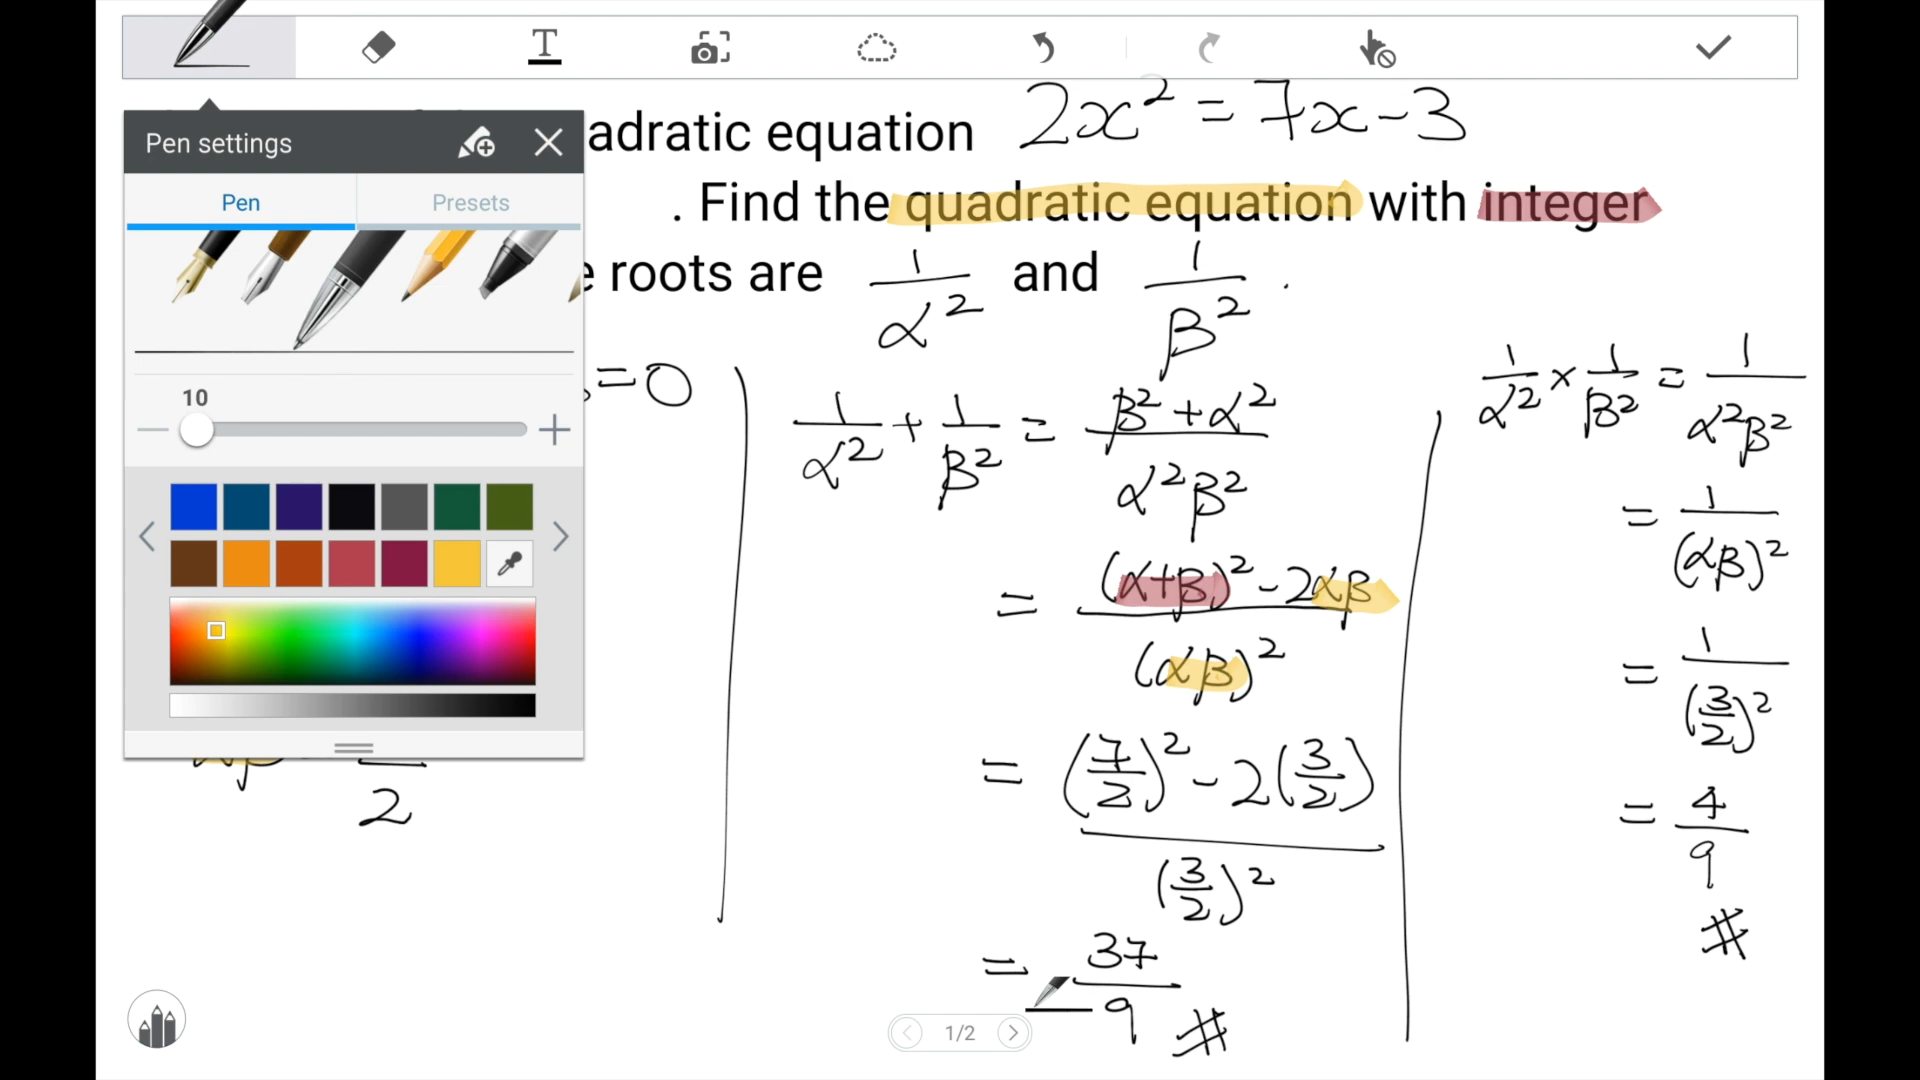 T
Pen settings
Pen Presets
10
adratic equation 2x² = 7x - 3
. Find the quadratic equation with integer
e roots are 1/α² and 1/β² .
= 0
1/α² + 1/β² = (β² + α²)/(α²β²)
= ((α+β)² - 2αβ)/(αβ)²
= ((7/2)² - 2(3/2))/(3/2)²
= 37/9 #
1/α² × 1/β² = 1/(α²β²)
= 1/(αβ)²
= 1/(3/2)²
= 4/9 #
2
1/2